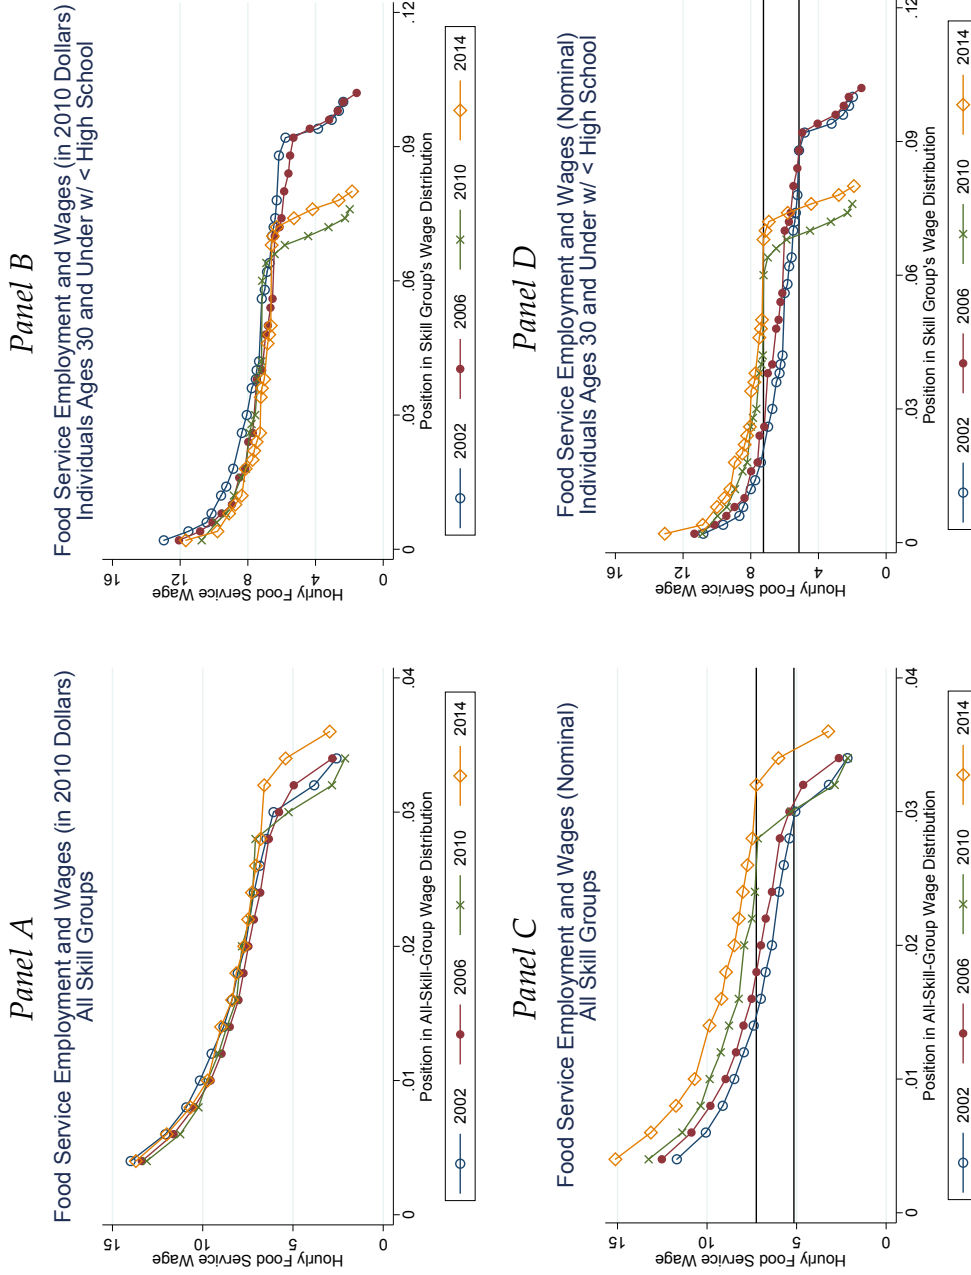 Panel A
Food Service Employment and Wages (in 2010 Dollars)
All Skill Groups
Hourly Food Service Wage
0 5 10 15
0 .01 .02 .03 .04
Position in All-Skill-Group Wage Distribution
2002 2006 2010 2014
Panel B
Food Service Employment and Wages (in 2010 Dollars)
Individuals Ages 30 and Under w/ < High School
Hourly Food Service Wage
0 4 8 12 16
0 .03 .06 .09 .12
Position in Skill Group's Wage Distribution
2002 2006 2010 2014
Panel C
Food Service Employment and Wages (Nominal)
All Skill Groups
Hourly Food Service Wage
0 5 10 15
0 .01 .02 .03 .04
Position in All-Skill-Group Wage Distribution
2002 2006 2010 2014
Panel D
Food Service Employment and Wages (Nominal)
Individuals Ages 30 and Under w/ < High School
Hourly Food Service Wage
0 4 8 12 16
0 .03 .06 .09 .12
Position in Skill Group's Wage Distribution
2002 2006 2010 2014